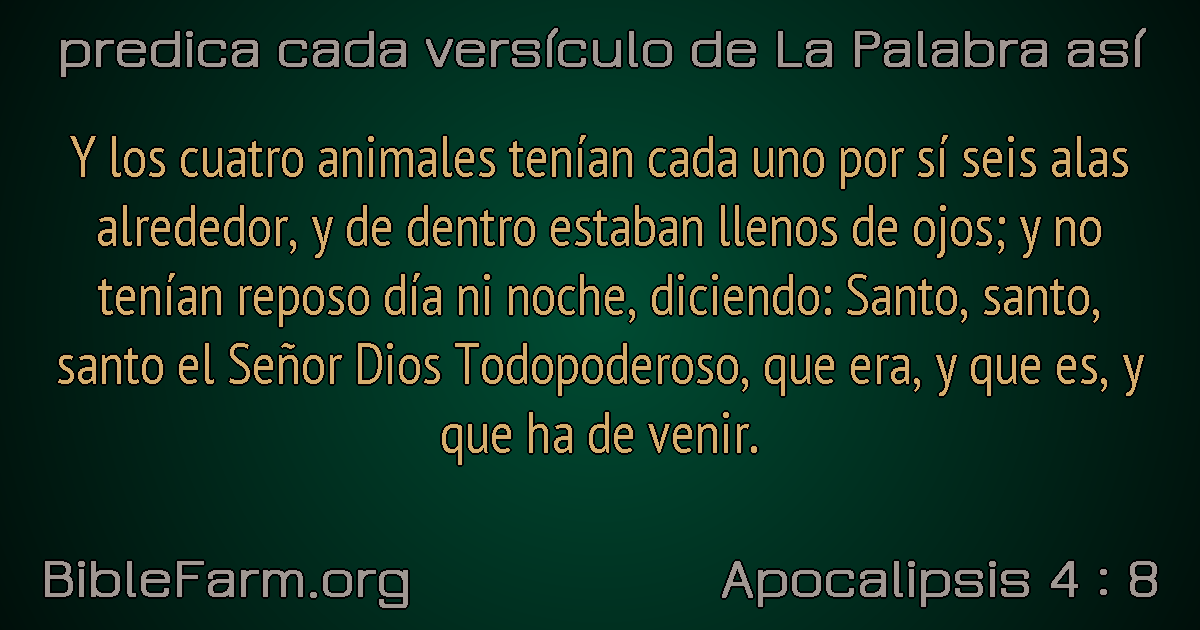 predica cada versículo de La Palabra así
Y los cuatro animales tenían cada uno por sí seis alas
alrededor, y de dentro estaban llenos de ojos; y no
tenían reposo día ni noche, diciendo: Santo, santo,
santo el Señor Dios Todopoderoso, que era, y que es, y
que ha de venir.
BibleFarm.org
Apocalipsis 4 : 8